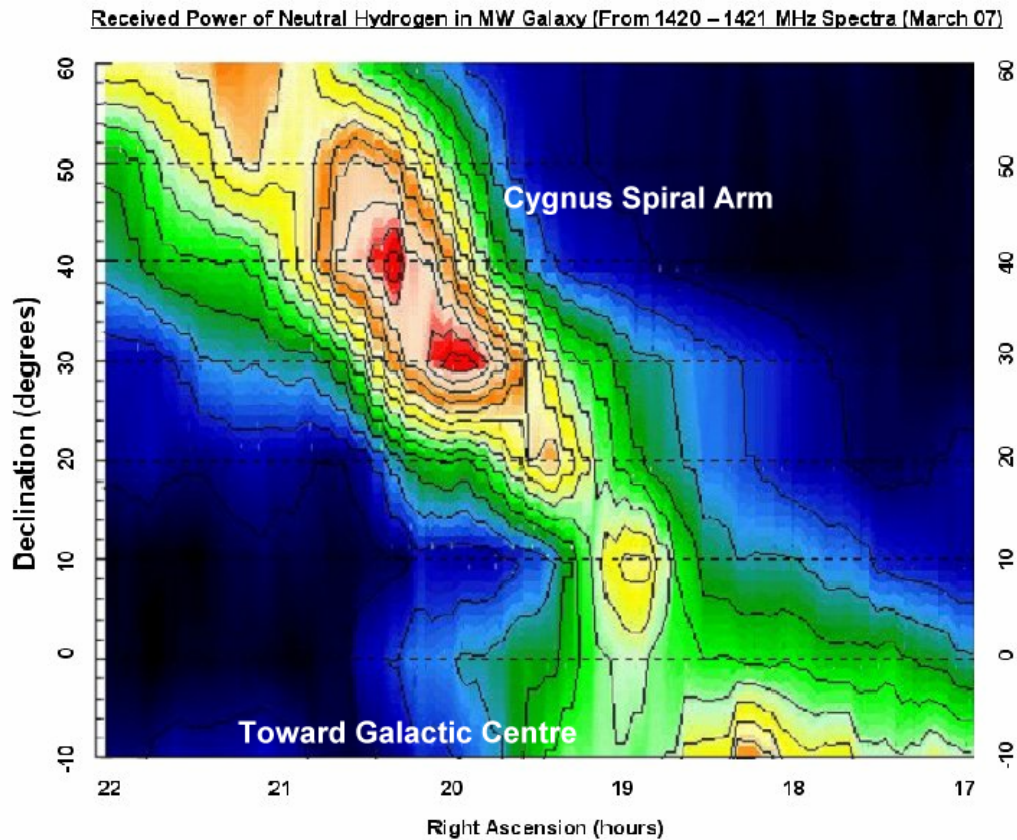 Received Power of Neutral Hydrogen in MW Galaxy (From 1420 – 1421 MHz Spectra (March 07)
60
50
40
30
20
10
0
-10
Declination (degrees)
Cygnus Spiral Arm
Toward Galactic Centre
60
50
40
30
20
10
0
-10
22 21 20 19 18 17
Right Ascension (hours)